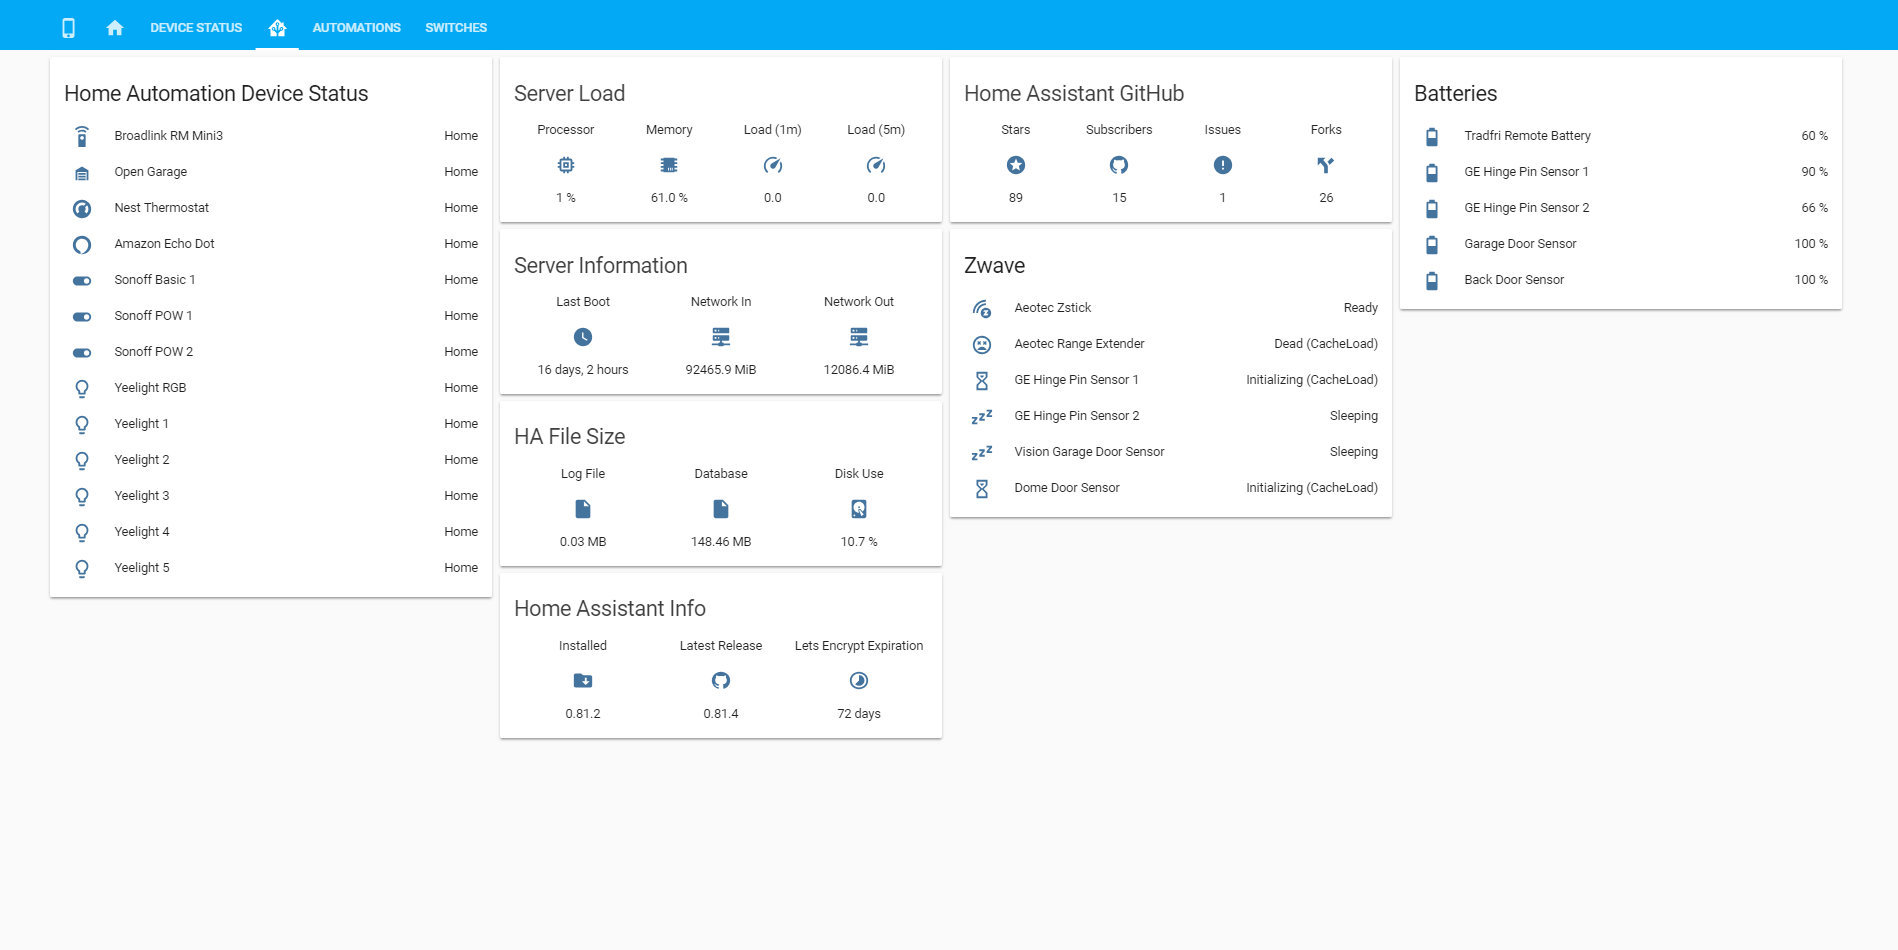 DEVICE STATUS AUTOMATIONS SWITCHES
Home Automation Device Status
Broadlink RM Mini3 Home
Open Garage Home
Nest Thermostat Home
Amazon Echo Dot Home
Sonoff Basic 1 Home
Sonoff POW 1 Home
Sonoff POW 2 Home
Yeelight RGB Home
Yeelight 1 Home
Yeelight 2 Home
Yeelight 3 Home
Yeelight 4 Home
Yeelight 5 Home
Server Load
Processor Memory Load (1m) Load (5m)
1 % 61.0 % 0.0 0.0
Server Information
Last Boot Network In Network Out
16 days, 2 hours 92465.9 MiB 12086.4 MiB
HA File Size
Log File Database Disk Use
0.03 MB 148.46 MB 10.7 %
Home Assistant Info
Installed Latest Release Lets Encrypt Expiration
0.81.2 0.81.4 72 days
Home Assistant GitHub
Stars Subscribers Issues Forks
89 15 1 26
Zwave
Aeotec Zstick Ready
Aeotec Range Extender Dead (CacheLoad)
GE Hinge Pin Sensor 1 Initializing (CacheLoad)
GE Hinge Pin Sensor 2 Sleeping
Vision Garage Door Sensor Sleeping
Dome Door Sensor Initializing (CacheLoad)
Batteries
Tradfri Remote Battery 60 %
GE Hinge Pin Sensor 1 90 %
GE Hinge Pin Sensor 2 66 %
Garage Door Sensor 100 %
Back Door Sensor 100 %